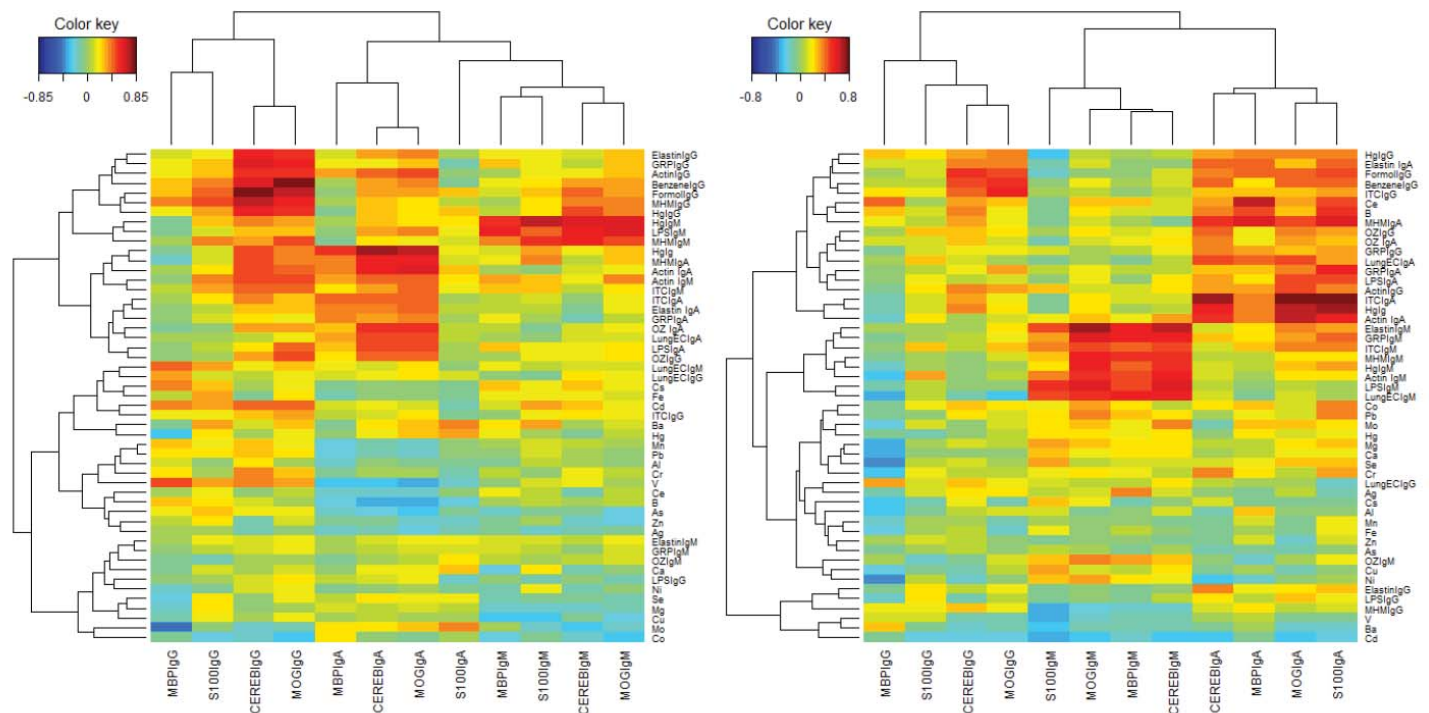 Color key
-0.85 0 0.85
ElastinIgG
GRPIgG
ActinIgG
BenzeneIgG
FormolIgG
MHMIgG
HgIgG
HgIgM
LPSIgM
MHMIgM
HgIg
MHMIgA
Actin IgA
Actin IgM
ITCIgM
ITCIgA
Elastin IgA
GRPIgA
OZ IgA
LungECIgA
LPSIgA
OZIgG
LungECIgM
LungECIgG
Cs
Fe
Cd
ITCIgG
Ba
Hg
Mn
Pb
Al
Cr
V
Ce
B
As
Zn
Ag
ElastinIgM
GRPIgM
OZIgM
Ca
LPSIgG
Ni
Se
Mg
Cu
Mo
Co
MBPIgG
S100IgG
CEREBIgG
MOGIgG
MBPIgA
CEREBIgA
MOGIgA
S100IgA
MBPIgM
S100IgM
CEREBIgM
MOGIgM
Color key
-0.8 0 0.8
HgIgG
Elastin IgA
FormolIgG
BenzeneIgG
ITCIgG
Ce
B
MHMIgA
OZIgG
OZ IgA
GRPIgG
LungECIgA
GRPIgA
LPSIgA
ActinIgG
ITCIgA
HgIg
Actin IgA
ElastinIgM
GRPIgM
ITCIgM
MHMIgM
HgIgM
Actin IgM
LPSIgM
LungECIgM
Co
Pb
Mo
Hg
Mg
Ca
Se
Cr
LungECIgG
Ag
Cs
Al
Mn
Fe
Zn
As
OZIgM
Cu
Ni
ElastinIgG
LPSIgG
MHMIgG
V
Ba
Cd
MBPIgG
S100IgG
CEREBIgG
MOGIgG
S100IgM
MOGIgM
MBPIgM
CEREBIgM
CEREBIgA
MBPIgA
MOGIgA
S100IgA